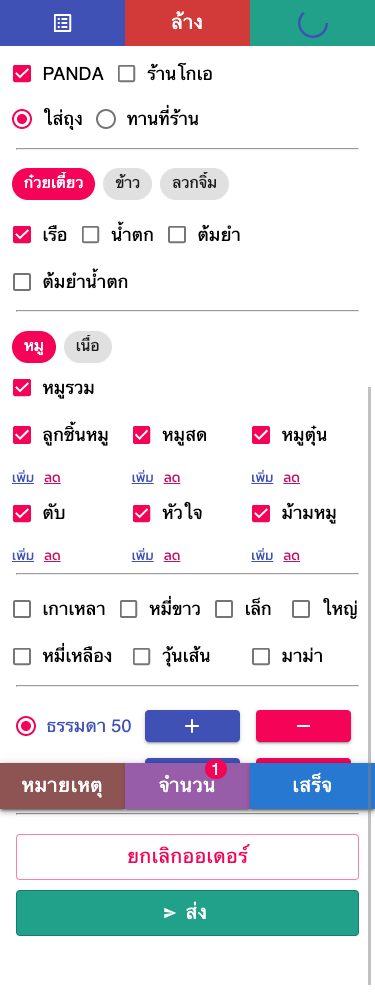 ล้าง
PANDA ร้านโกเอ
ใส่ถุง ทานที่ร้าน
ก๋วยเตี๋ยว ข้าว ลวกจิ้ม
เรือ น้ำตก ต้มยำ
ต้มยำน้ำตก
หมู เนื้อ
หมูรวม
ลูกชิ้นหมู หมูสด หมูตุ๋น
เพิ่ม ลด เพิ่ม ลด เพิ่ม ลด
ตับ หัวใจ ม้ามหมู
เพิ่ม ลด เพิ่ม ลด เพิ่ม ลด
เกาเหลา หมี่ขาว เล็ก ใหญ่
หมี่เหลือง วุ้นเส้น มาม่า
ธรรมดา 50 + −
หมายเหตุ จำนวน 1 เสร็จ
ยกเลิกออเดอร์
ส่ง